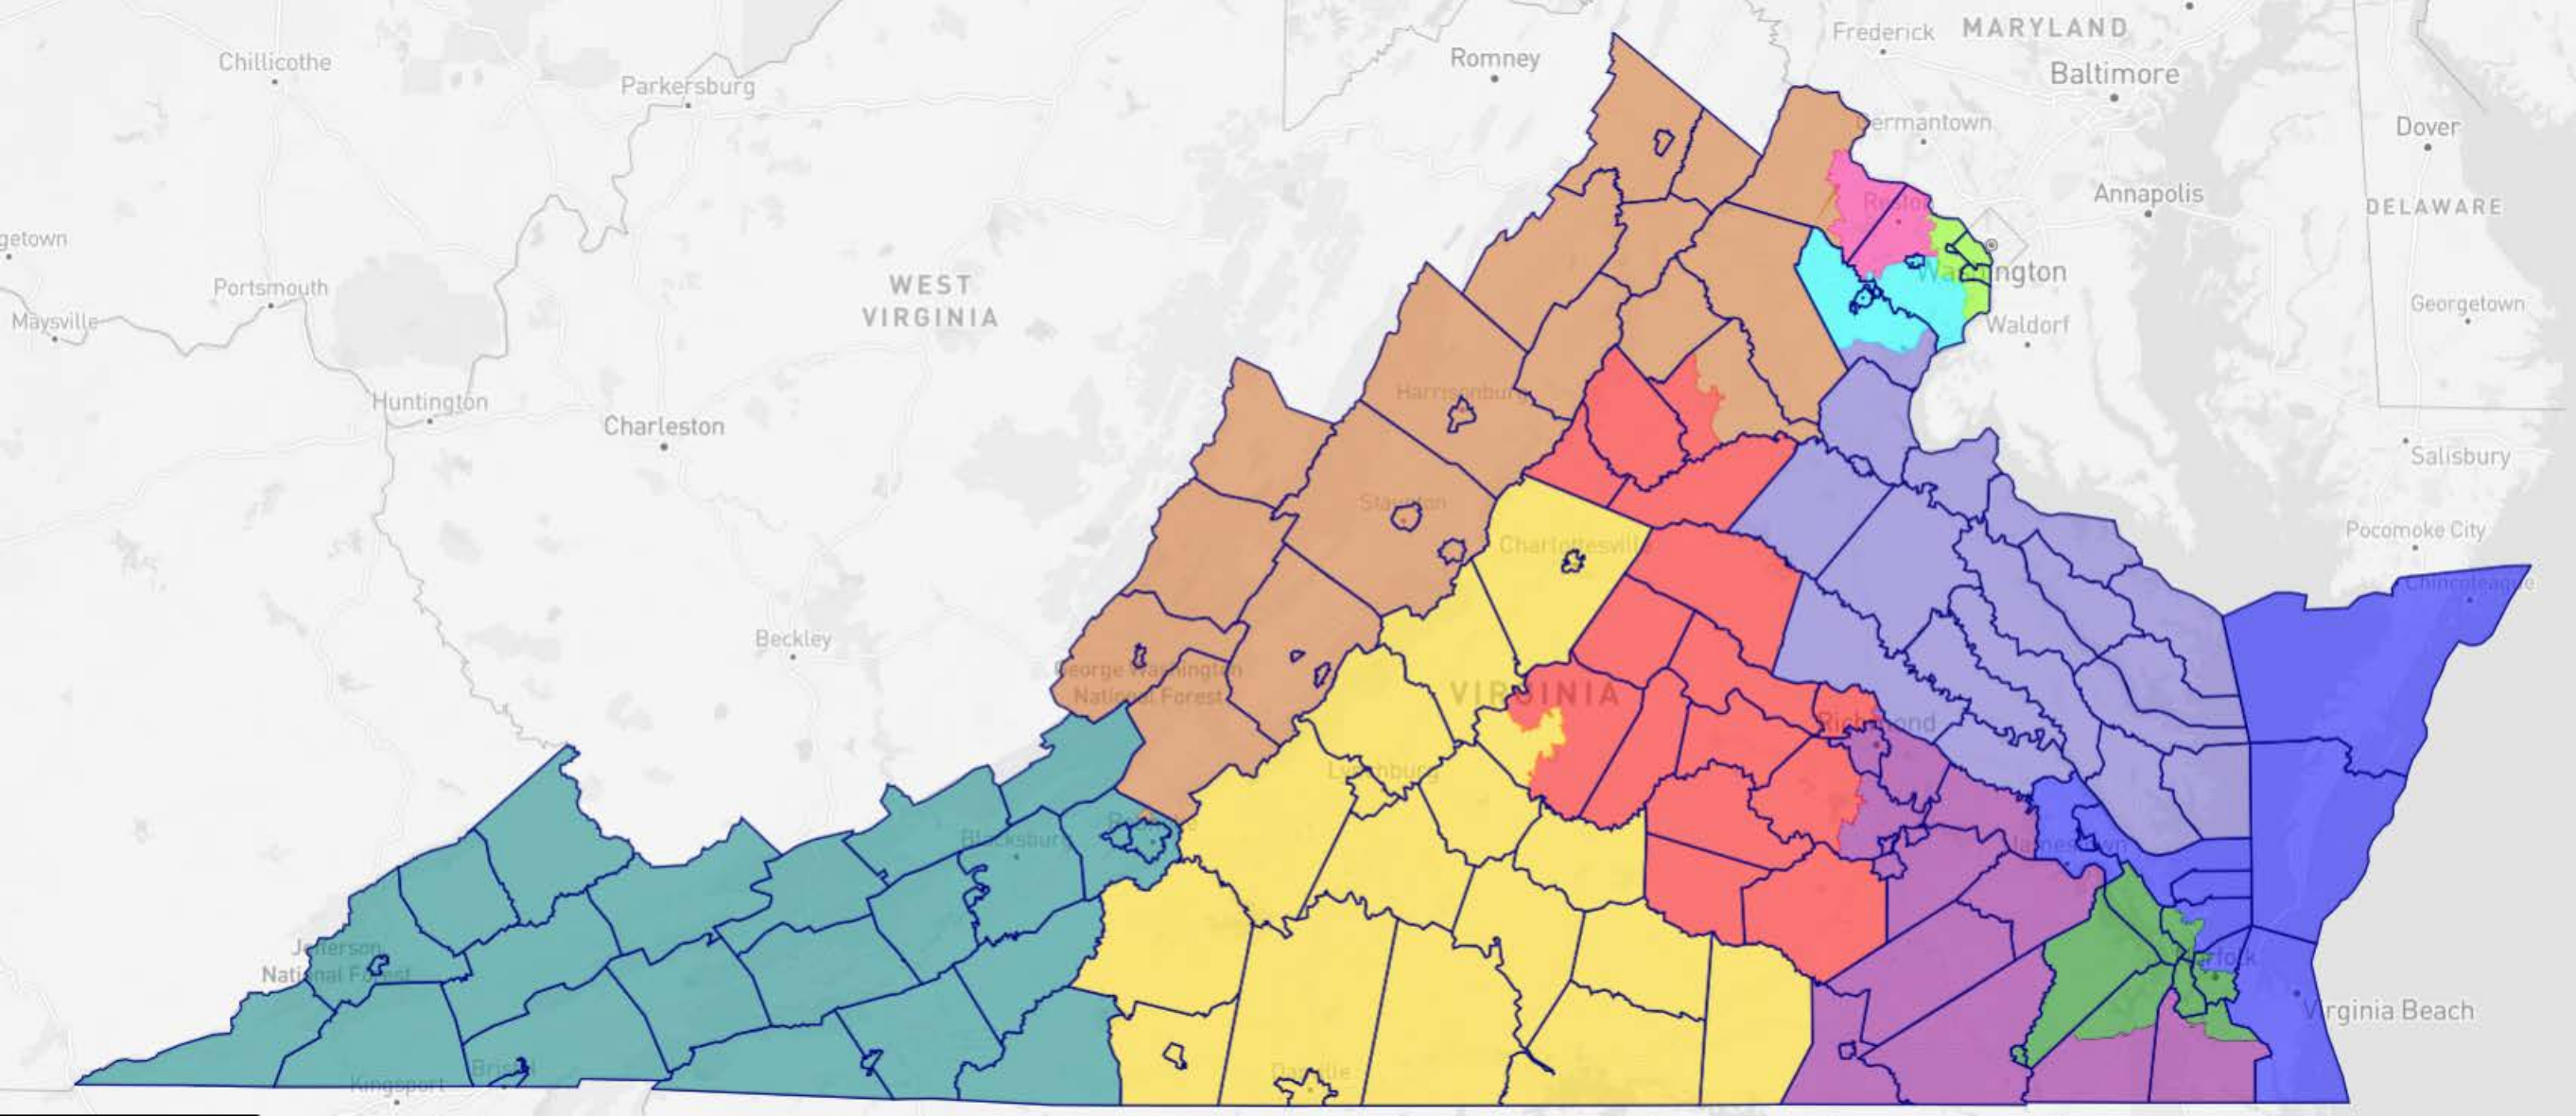 Frederick
MARYLAND
Chillicothe
Romney
Baltimore
Parkersburg
Germantown
Dover
Annapolis
Reston
DELAWARE
getown
Washington
Portsmouth
WEST
VIRGINIA
Georgetown
Maysville
Waldorf
Harrisonburg
Huntington
Charleston
Salisbury
Staunton
Pocomoke City
Charlottesville
Chincoteague
Beckley
George Washington
National Forest
VIRGINIA
Richmond
Lynchburg
Roanoke
Blacksburg
Jamestown
Jefferson
National Forest
Norfolk
Virginia Beach
Bristol
Danville
Kingsport